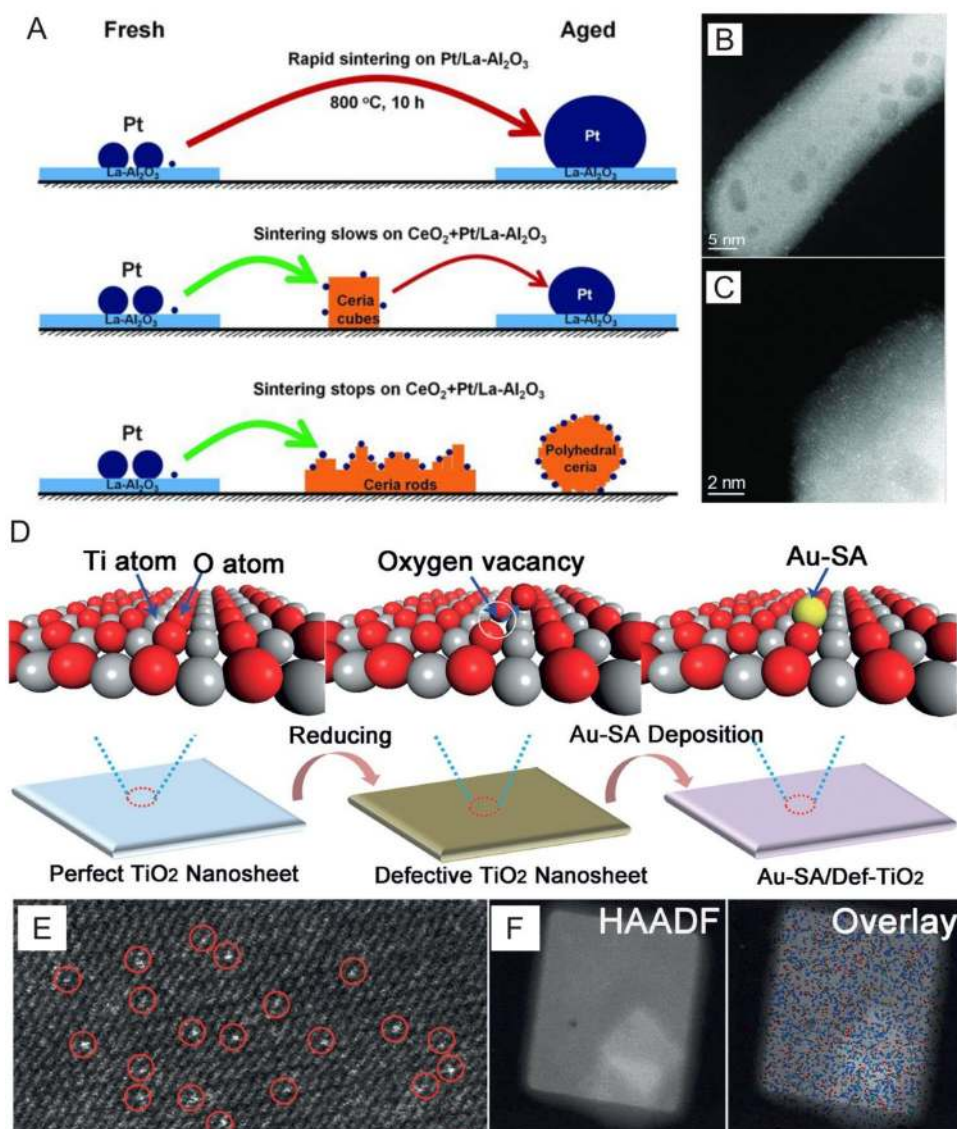 A
Fresh
Aged
Rapid sintering on Pt/La-Al₂O₃
800 °C, 10 h
Pt
Pt
La-Al₂O₃
La-Al₂O₃
Sintering slows on CeO₂+Pt/La-Al₂O₃
Pt
Ceria
cubes
Pt
La-Al₂O₃
La-Al₂O₃
Sintering stops on CeO₂+Pt/La-Al₂O₃
Pt
La-Al₂O₃
Ceria rods
Polyhedral
ceria
B
5 nm
C
2 nm
D
Ti atom
O atom
Oxygen vacancy
Au-SA
Reducing
Au-SA Deposition
Perfect TiO₂ Nanosheet
Defective TiO₂ Nanosheet
Au-SA/Def-TiO₂
E
F
HAADF
Overlay